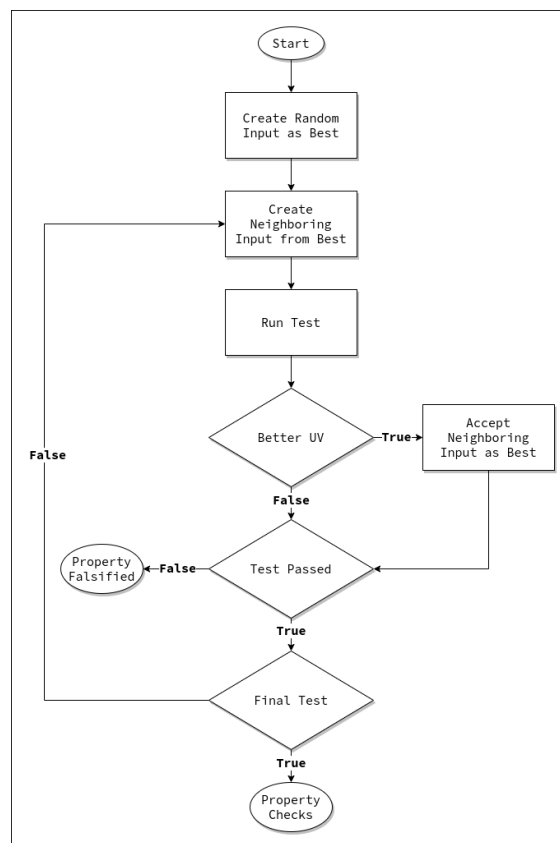 Start
Create Random
Input as Best
Create
Neighboring
Input from Best
Run Test
Better UV
True
Accept
Neighboring
Input as Best
False
False
Test Passed
False
Property
Falsified
True
Final Test
True
Property
Checks